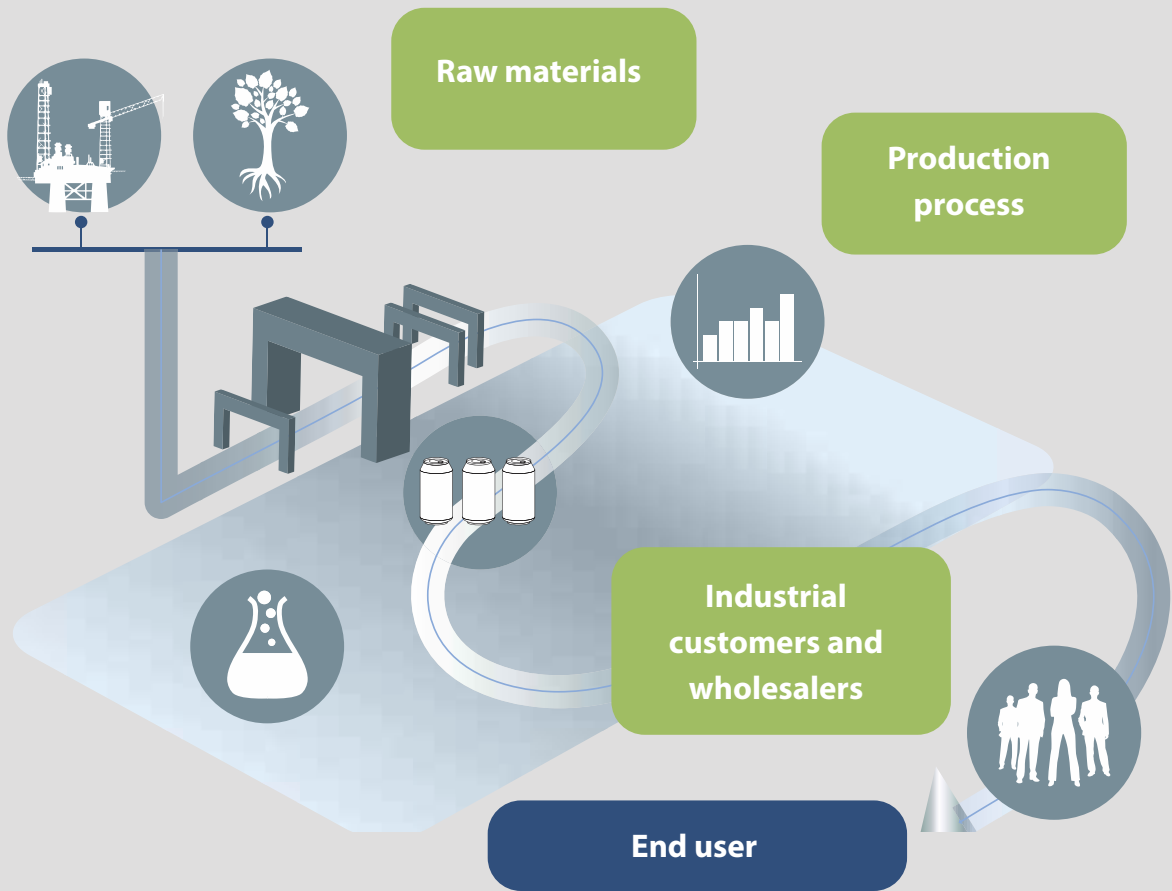 Raw materials
Production
process
Industrial
customers and
wholesalers
End user